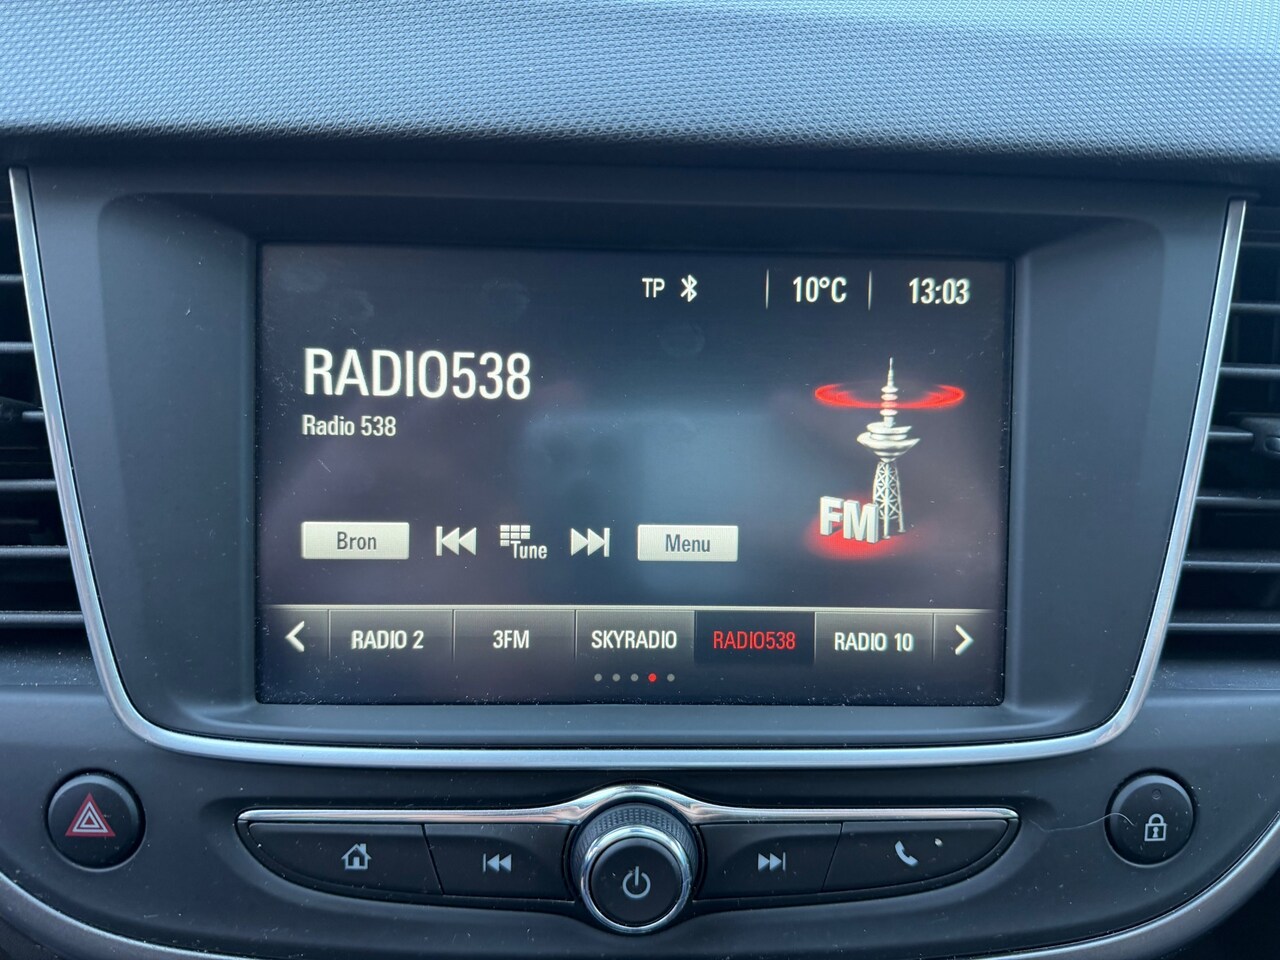 TP 10°C 13:03
RADIO538
Radio 538
FM
Bron Tune Menu
RADIO 2 3FM SKYRADIO RADIO538 RADIO 10